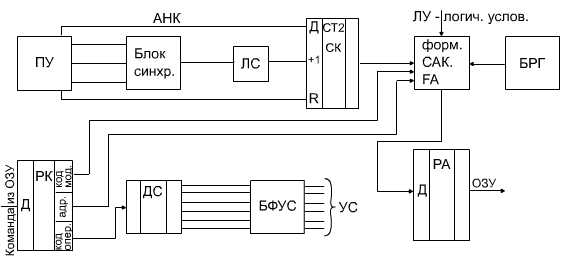 АНК
ЛУ - логич. услов.
ПУ
Блок
синхр.
ЛС
Д
СТ2
СК
+1
R
форм.
САК.
FA
БРГ
Команда из ОЗУ
Д
РК
код
мод.
адр.
код
опер.
ДС
БФУС
УС
Д
РА
ОЗУ